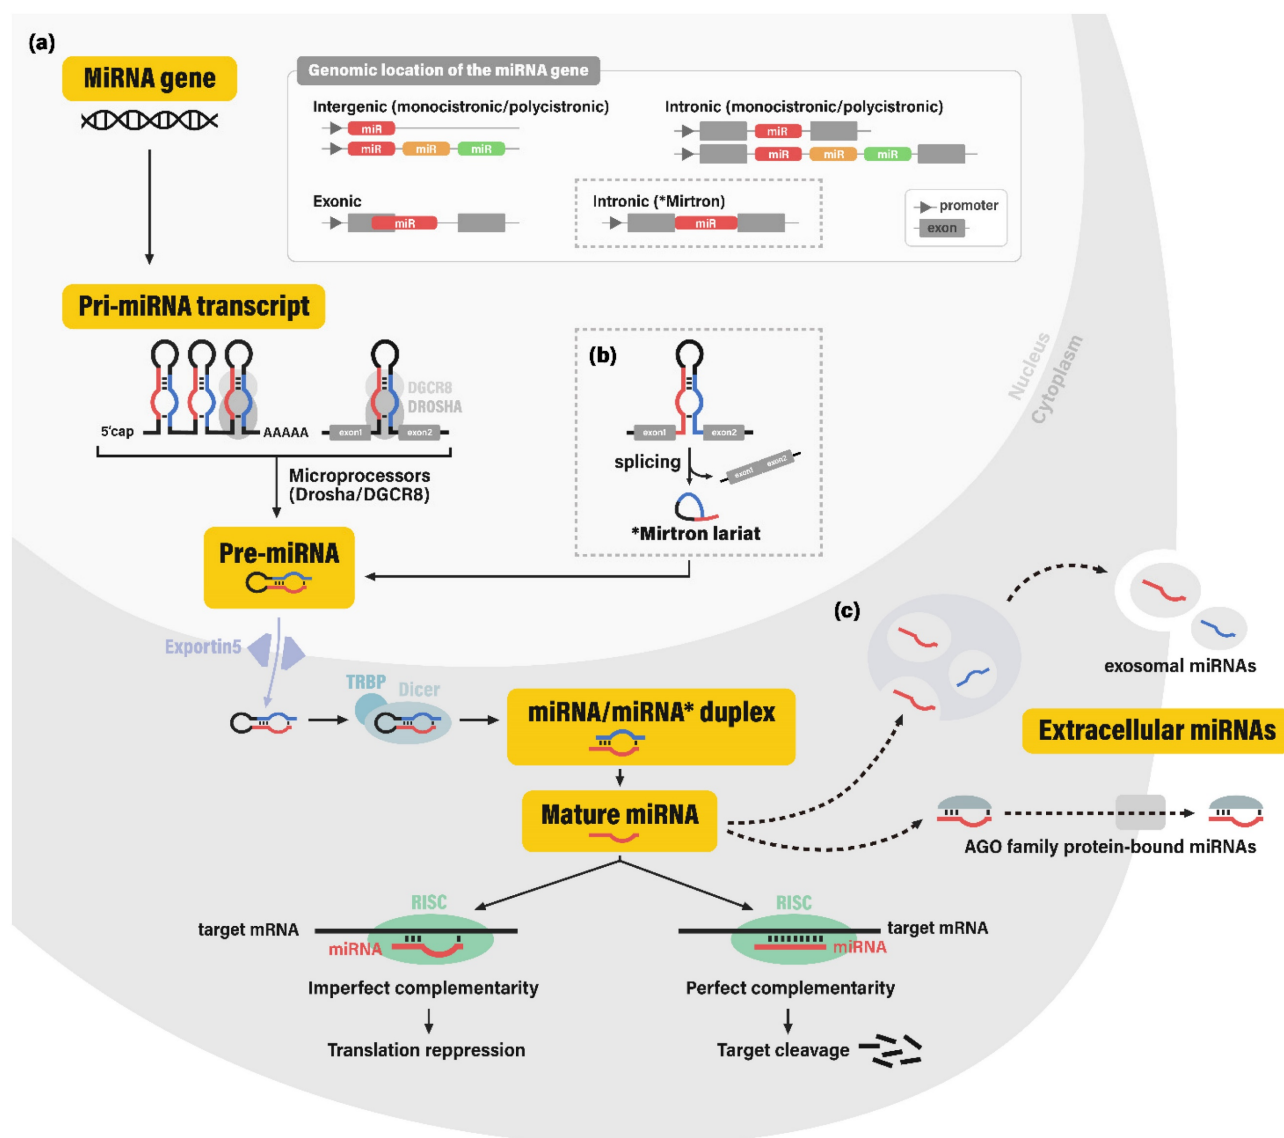 (a)
MiRNA gene
Genomic location of the miRNA gene
Intergenic (monocistronic/polycistronic)
miR
miR miR miR
Intronic (monocistronic/polycistronic)
miR
miR miR miR
Exonic
miR
Intronic (*Mirtron)
miR
promoter
exon
Pri-miRNA transcript
DGCR8
DROSHA
5'cap
AAAAA
exon1 exon2
Microprocessors
(Drosha/DGCR8)
(b)
exon1 exon2
splicing
exon1 exon2
*Mirtron lariat
Nucleus
Cytoplasm
Pre-miRNA
Exportin5
TRBP
Dicer
miRNA/miRNA* duplex
Mature miRNA
(c)
exosomal miRNAs
Extracellular miRNAs
AGO family protein-bound miRNAs
RISC
target mRNA
miRNA
Imperfect complementarity
Translation reppression
RISC
target mRNA
miRNA
Perfect complementarity
Target cleavage